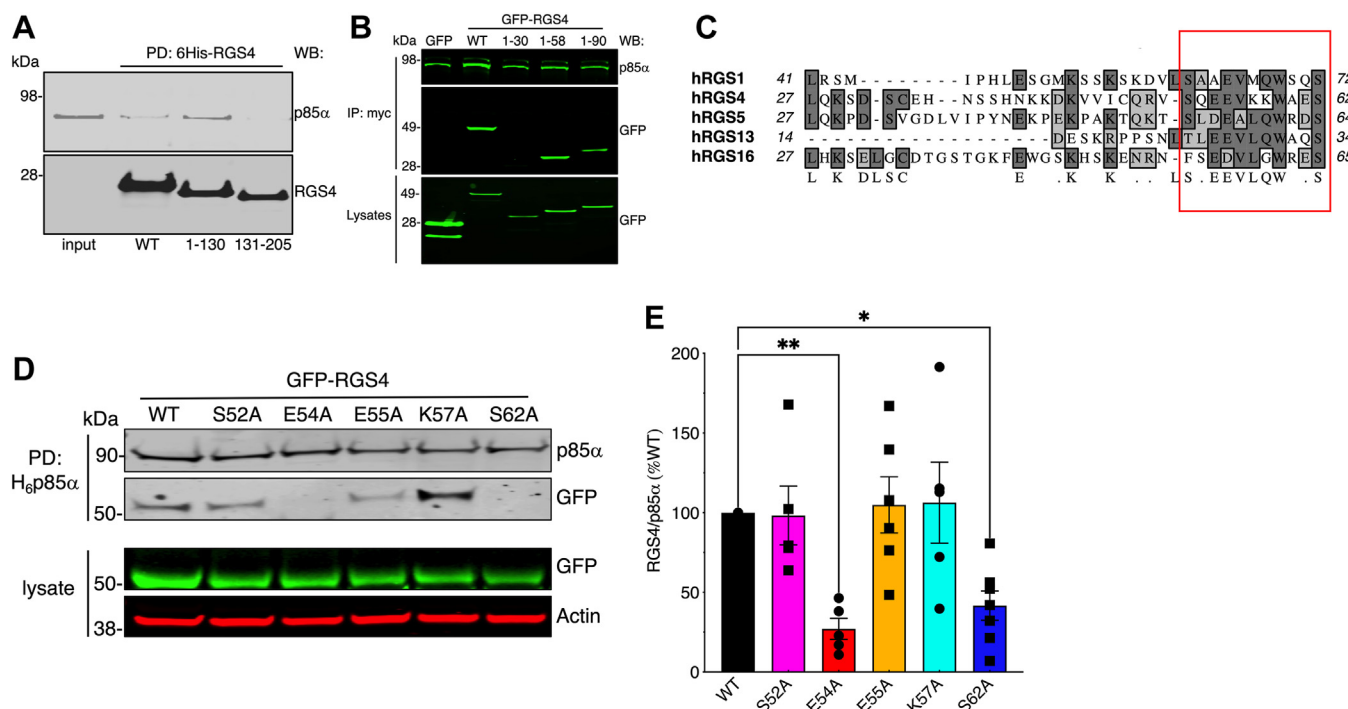 A
PD: 6His-RGS4 WB:
kDa
98-
p85α
28-
RGS4
input WT 1-130 131-205
B
GFP-RGS4
kDa GFP WT 1-30 1-58 1-90 WB:
98-
p85α
IP: myc
49-
GFP
28-
49-
Lysates
28-
GFP
C
hRGS1 41 LRSM---------IPHLESGMKSSKSKDVLSAAEVMQWSQS 72
hRGS4 27 LQKSD-SCEH-NSSHNKKDKVVICQRV-SQEEVKKWAES 62
hRGS5 27 LQKPD-SVGDLVIPYNEKPEKPAKTQKT-SLDEALQWRDS 64
hRGS13 14 DESKRPPSNLTLEEVLQWAQS 34
hRGS16 27 LHKSELGCDTGSTGKFEWGSKHSKENRN-FSEDVLGWRES 65
L K DLSC E . K K . . L S . EEVLQW . S
D
GFP-RGS4
kDa WT S52A E54A E55A K57A S62A
PD:
H₆p85α
90-
p85α
50-
GFP
lysate
50-
GFP
38-
Actin
E
*
**
RGS4/p85α (%WT)
200
150
100
50
0
WT S52A E54A E55A K57A S62A